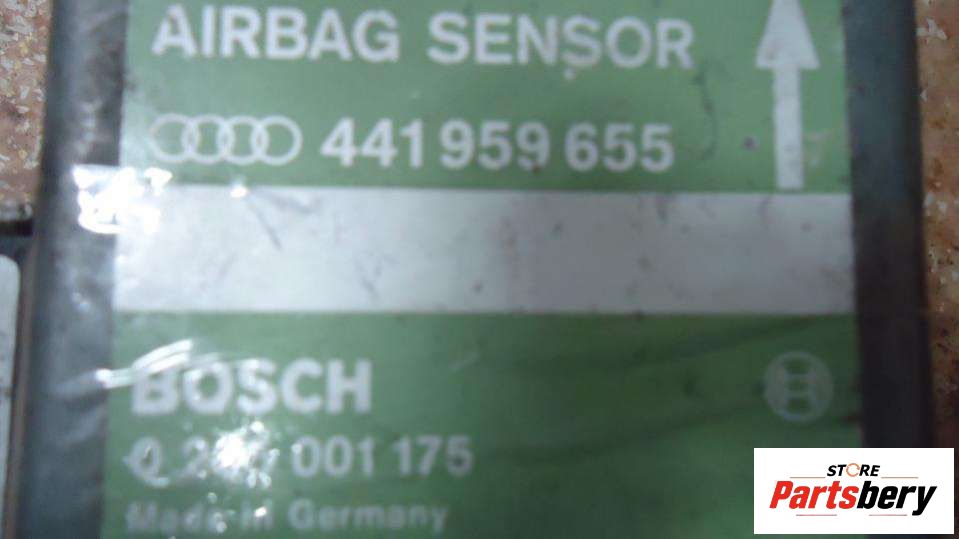 AIRBAG SENSOR
441 959 655
BOSCH
001 175
Made in Germany
STORE
Partsbery